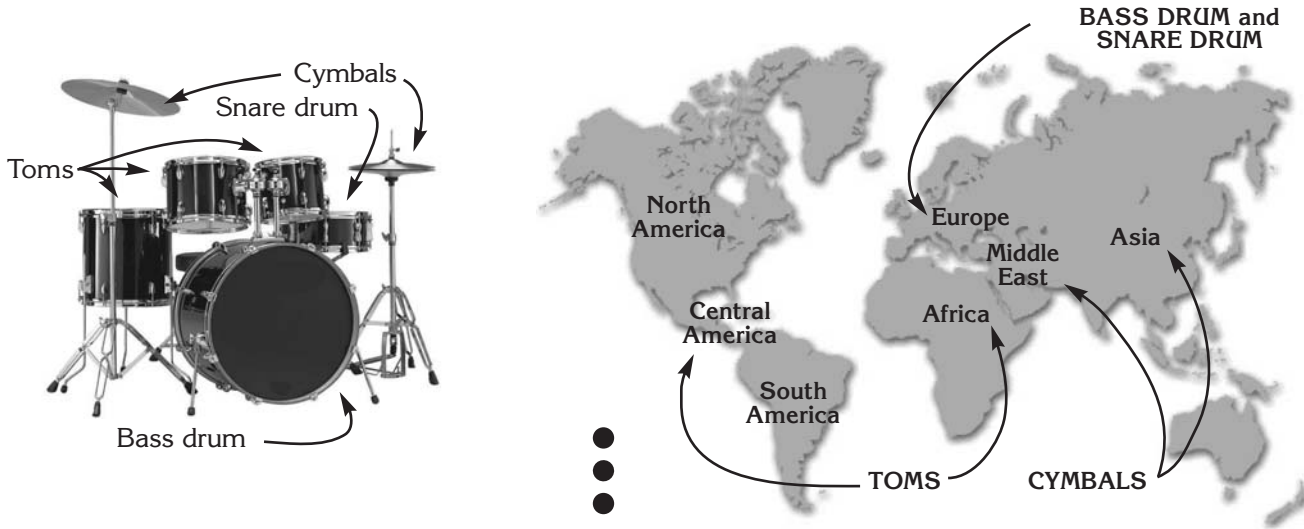 Cymbals
Snare drum
Toms
Bass drum
BASS DRUM and
SNARE DRUM
North
America
Europe
Asia
Middle
East
Central
America
Africa
South
America
TOMS
CYMBALS